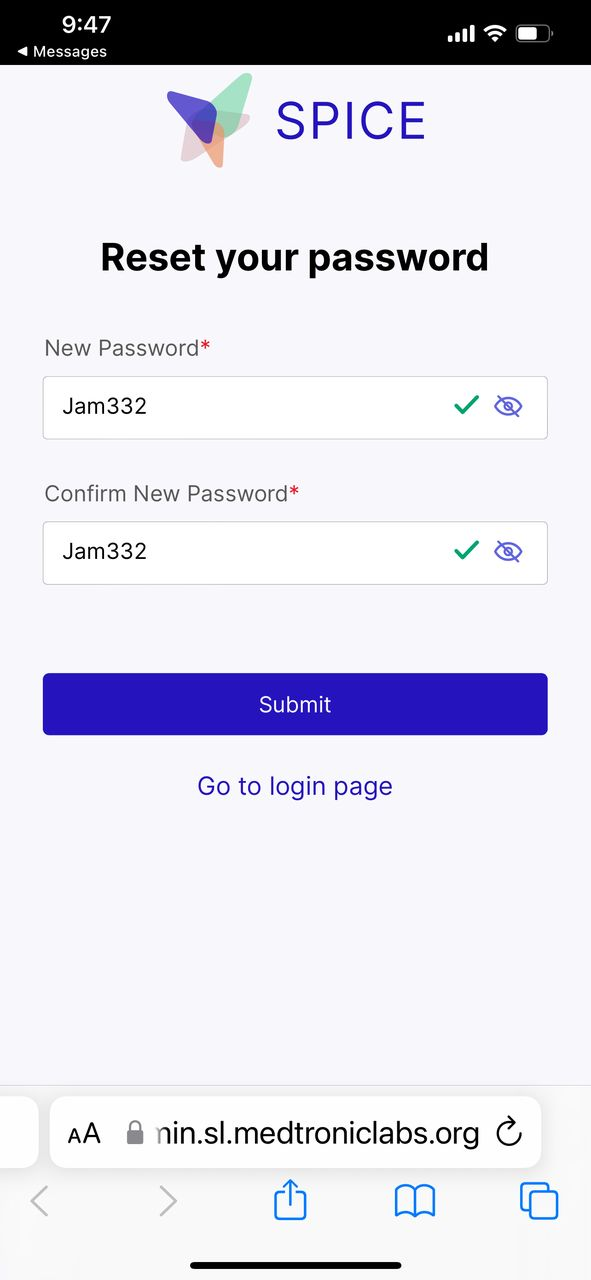 9:47
◀ Messages
SPICE
Reset your password
New Password*
Jam332
Confirm New Password*
Jam332
Submit
Go to login page
AA min.sl.medtroniclabs.org